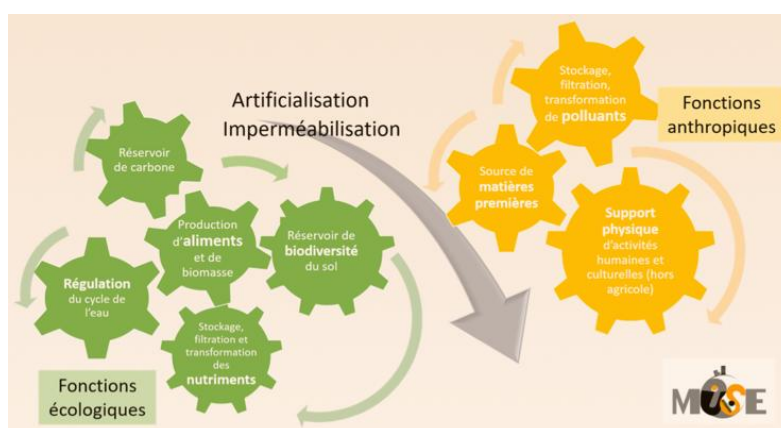 Artificialisation
Imperméabilisation
Réservoir
de carbone
Production
d'aliments
et de
biomasse
Réservoir de
biodiversité
du sol
Régulation
du cycle de
l'eau
Stockage,
filtration et
transformation
des
nutriments
Fonctions
écologiques
Stockage,
filtration,
transformation
de polluants
Fonctions
anthropiques
Source de
matières
premières
Support
physique
d'activités
humaines et
culturelles (hors
agricole)
MUSE